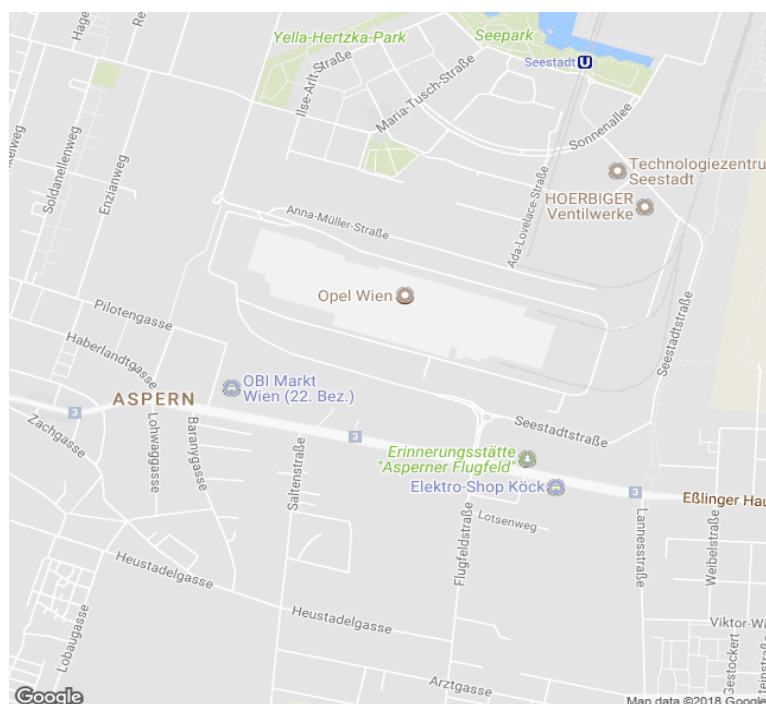 Hage
Re
Yella-Hertzka-Park
Seepark
Seestadt
Ilse-Arlt-Straße
Maria-Tusch-Straße
Sonnenallee
Soldanellenweg
Enzianweg
Technologiezentru
Seestadt
HOERBIGER
Ventilwerke
Anna-Müller-Straße
Ada-Lovelace-Straße
Opel Wien
Pilotengasse
Seestadtstraße
Haberlandtgasse
OBI Markt
Wien (22. Bez.)
ASPERN
3
3
Zachgasse
Lohwaggasse
Baranygasse
Saltenstraße
Seestadtstraße
Erinnerungsstätte
"Asperner Flugfeld"
Elektro-Shop Köck
3
Eßlinger Hau
Lotsenweg
Flugfeldstraße
Lannesstraße
Weibelstraße
Heustadelgasse
Heustadelgasse
Lobaugasse
Viktor-Wi
Gestockert
Arztgasse
Google
Map data ©2018 Google